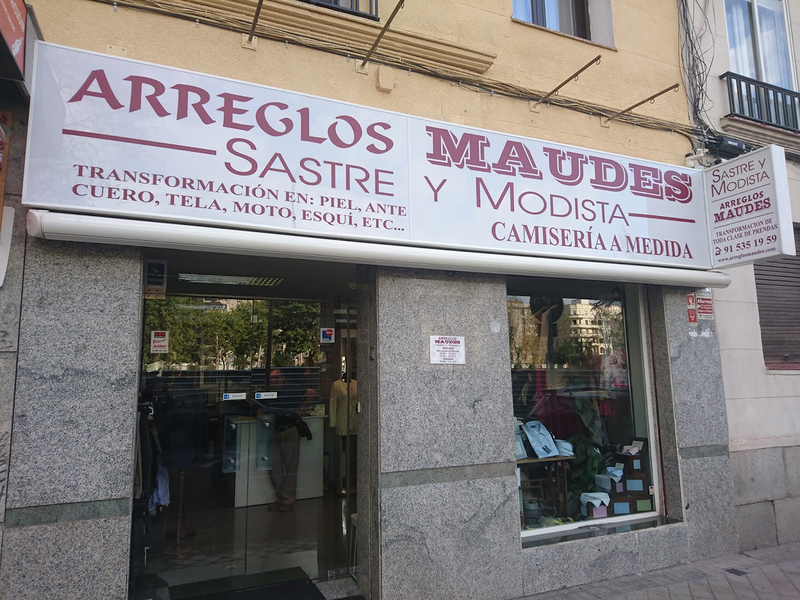 ARREGLOS
SASTRE
TRANSFORMACIÓN EN: PIEL, ANTE
CUERO, TELA, MOTO, ESQUÍ, ETC...
MAUDES
Y MODISTA
CAMISERÍA A MEDIDA
SASTRE Y
MODISTA
ARREGLOS
MAUDES
TRANSFORMACION DE
TODA CLASE DE PRENDAS
91 535 19 59
www.arreglosmaudes.com
ARREGLOS
MAUDES